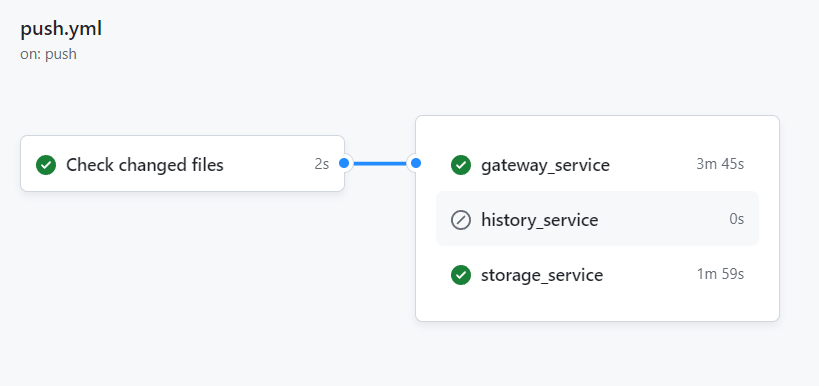 push.yml
on: push
Check changed files 2s
gateway_service 3m 45s
history_service 0s
storage_service 1m 59s